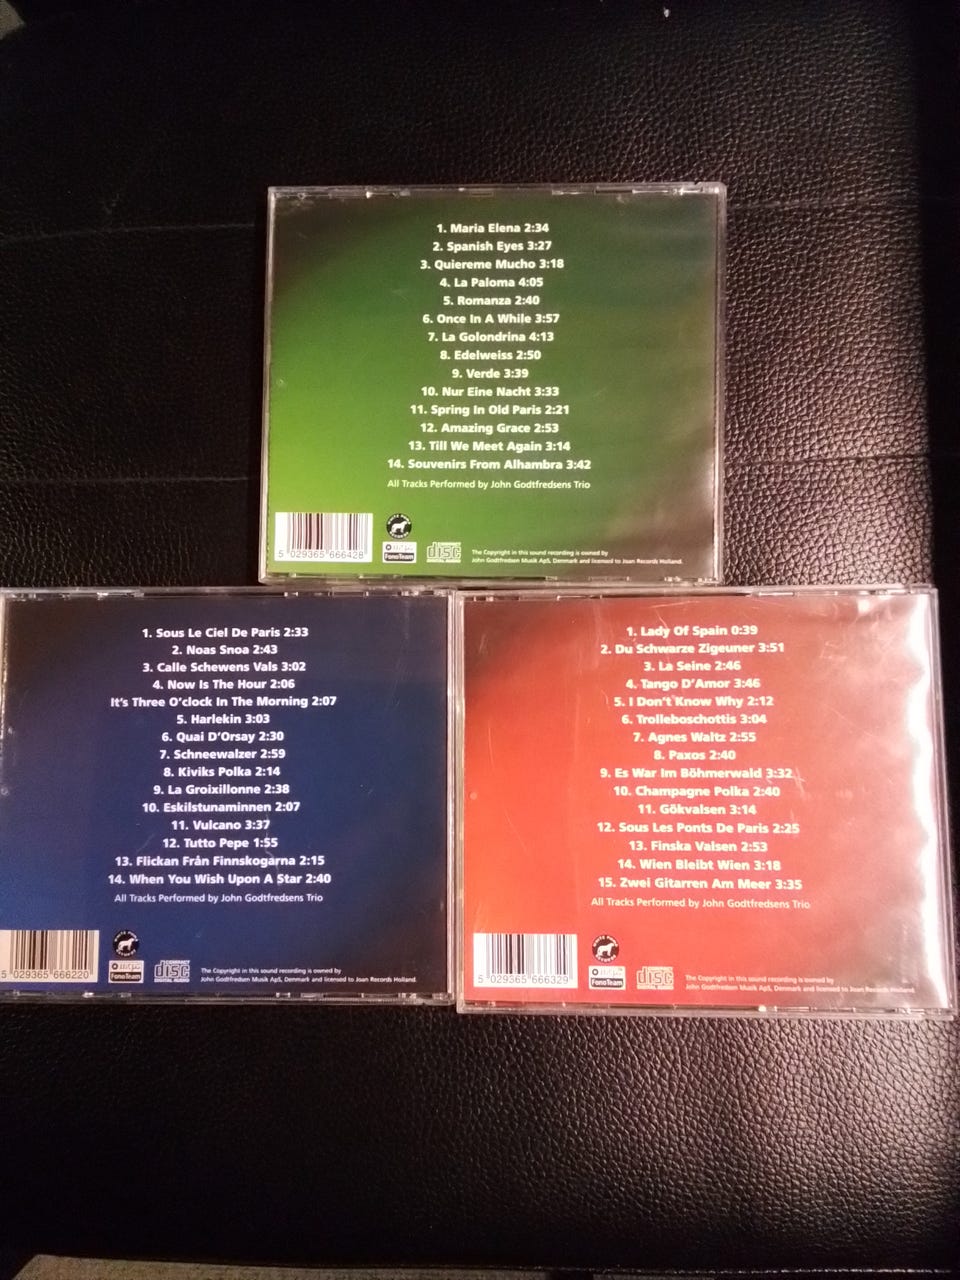 1. Maria Elena 2:34
2. Spanish Eyes 3:27
3. Quiereme Mucho 3:18
4. La Paloma 4:05
5. Romanza 2:40
6. Once In A While 3:57
7. La Golondrina 4:13
8. Edelweiss 2:50
9. Verde 3:39
10. Nur Eine Nacht 3:33
11. Spring In Old Paris 2:21
12. Amazing Grace 2:53
13. Till We Meet Again 3:14
14. Souvenirs From Alhambra 3:42
All Tracks Performed by John Godtfredsens Trio
5 029365 666428
FonoTeam
COMPACT
disc
DIGITAL AUDIO
The Copyright in this sound recording is owned by
John Godtfredsen Musik ApS, Denmark and licensed to Joan Records Holland.
1. Sous Le Ciel De Paris 2:33
2. Noas Snoa 2:43
3. Calle Schewens Vals 3:02
4. Now Is The Hour 2:06
It's Three O'clock In The Morning 2:07
5. Harlekin 3:03
6. Quai D'Orsay 2:30
7. Schneewalzer 2:59
8. Kiviks Polka 2:14
9. La Groixillonne 2:38
10. Eskilstunaminnen 2:07
11. Vulcano 3:37
12. Tutto Pepe 1:55
13. Flickan Från Finnskogarna 2:15
14. When You Wish Upon A Star 2:40
All Tracks Performed by John Godtfredsens Trio
5 029365 666220
FonoTeam
COMPACT
disc
DIGITAL AUDIO
The Copyright in this sound recording is owned by
John Godtfredsen Musik ApS, Denmark and licensed to Joan Records Holland.
1. Lady Of Spain 0:39
2. Du Schwarze Zigeuner 3:51
3. La Seine 2:46
4. Tango D'Amor 3:46
5. I Don't Know Why 2:12
6. Trolleboschottis 3:04
7. Agnes Waltz 2:55
8. Paxos 2:40
9. Es War Im Böhmerwald 3:32
10. Champagne Polka 2:40
11. Gökvalsen 3:14
12. Sous Les Ponts De Paris 2:25
13. Finska Valsen 2:53
14. Wien Bleibt Wien 3:18
15. Zwei Gitarren Am Meer 3:35
All Tracks Performed by John Godtfredsens Trio
5 029365 666329
FonoTeam
COMPACT
disc
DIGITAL AUDIO
The Copyright in this sound recording is owned by
John Godtfredsen Musik ApS, Denmark and licensed to Joan Records Holland.